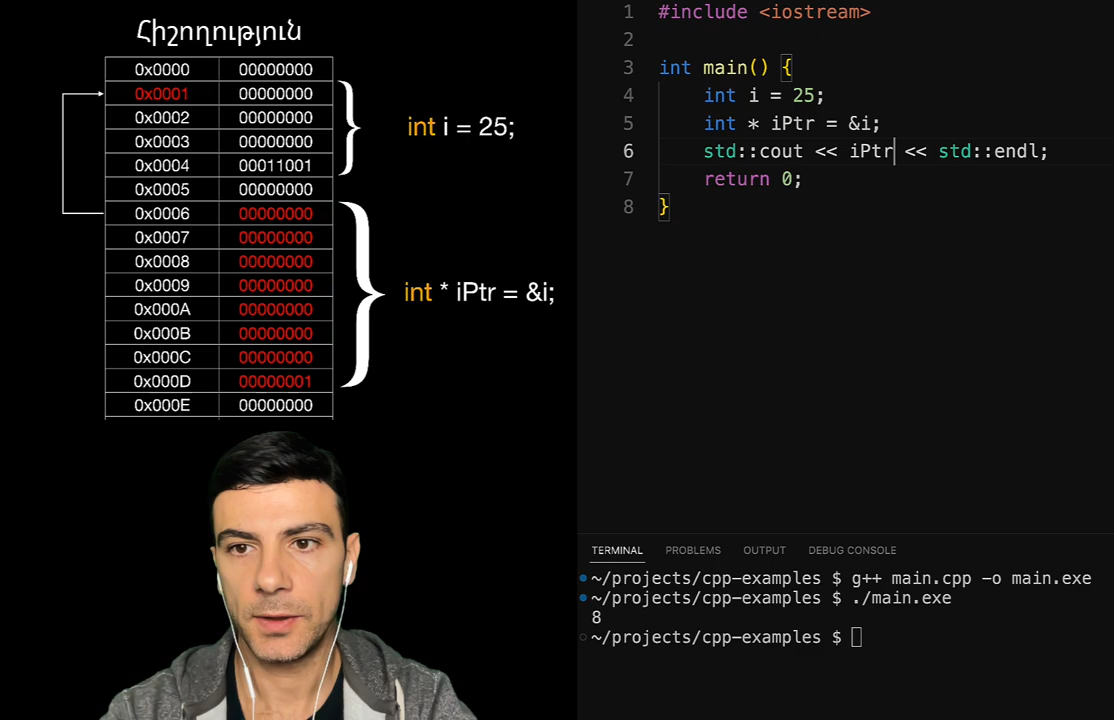 Հիշողություն
0x0000 00000000
0x0001 00000000
0x0002 00000000
0x0003 00000000
0x0004 00011001
0x0005 00000000
0x0006 00000000
0x0007 00000000
0x0008 00000000
0x0009 00000000
0x000A 00000000
0x000B 00000000
0x000C 00000000
0x000D 00000001
0x000E 00000000
int i = 25;
int * iPtr = &i;
1 #include <iostream>
2
3 int main() {
4 int i = 25;
5 int * iPtr = &i;
6 std::cout << iPtr << std::endl;
7 return 0;
8 }
TERMINAL PROBLEMS OUTPUT DEBUG CONSOLE
~/projects/cpp-examples $ g++ main.cpp -o main.exe
~/projects/cpp-examples $ ./main.exe
8
~/projects/cpp-examples $